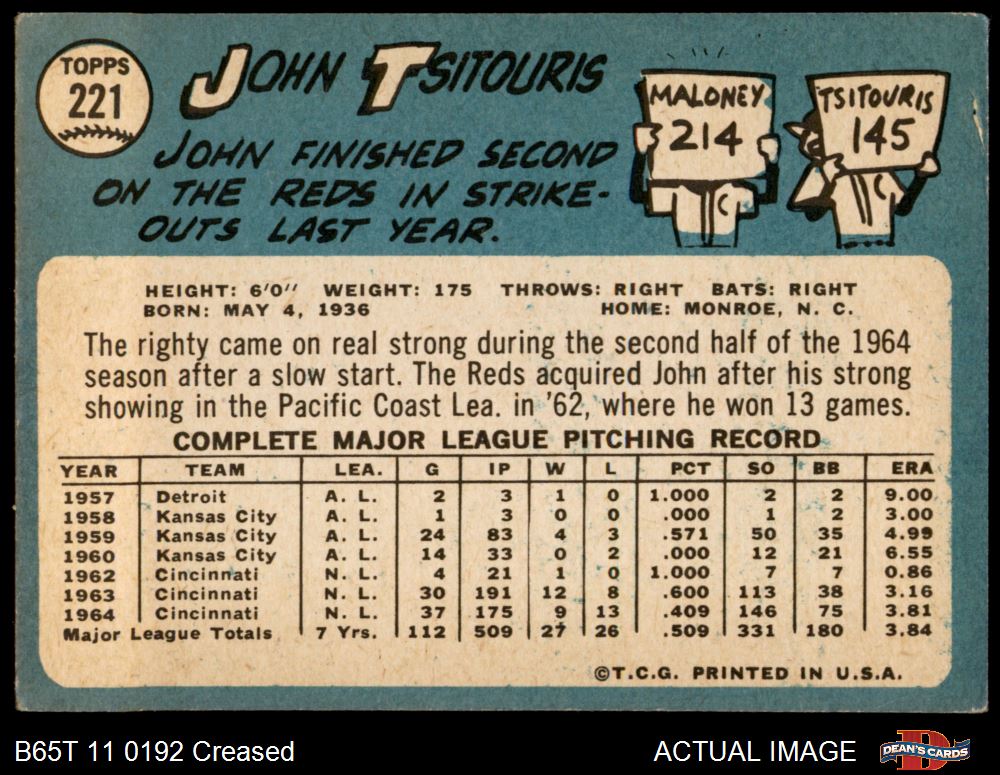 TOPPS
221
JOHN TSITOURIS
JOHN FINISHED SECOND
ON THE REDS IN STRIKE-
OUTS LAST YEAR.
MALONEY
214
TSITOURIS
145
C
C
HEIGHT: 6'0" WEIGHT: 175 THROWS: RIGHT BATS: RIGHT
BORN: MAY 4, 1936 HOME: MONROE, N. C.
The righty came on real strong during the second half of the 1964
season after a slow start. The Reds acquired John after his strong
showing in the Pacific Coast Lea. in '62, where he won 13 games.
COMPLETE MAJOR LEAGUE PITCHING RECORD
YEAR TEAM LEA. G IP W L PCT SO BB ERA
1957 Detroit A. L. 2 3 1 0 1.000 2 2 9.00
1958 Kansas City A. L. 1 3 0 0 .000 1 2 3.00
1959 Kansas City A. L. 24 83 4 3 .571 50 35 4.99
1960 Kansas City A. L. 14 33 0 2 .000 12 21 6.55
1962 Cincinnati N. L. 4 21 1 0 1.000 7 7 0.86
1963 Cincinnati N. L. 30 191 12 8 .600 113 38 3.16
1964 Cincinnati N. L. 37 175 9 13 .409 146 75 3.81
Major League Totals 7 Yrs. 112 509 27 26 .509 331 180 3.84
©T.C.G. PRINTED IN U.S.A.
B65T 11 0192 Creased
ACTUAL IMAGE
D
DEAN'S CARDS